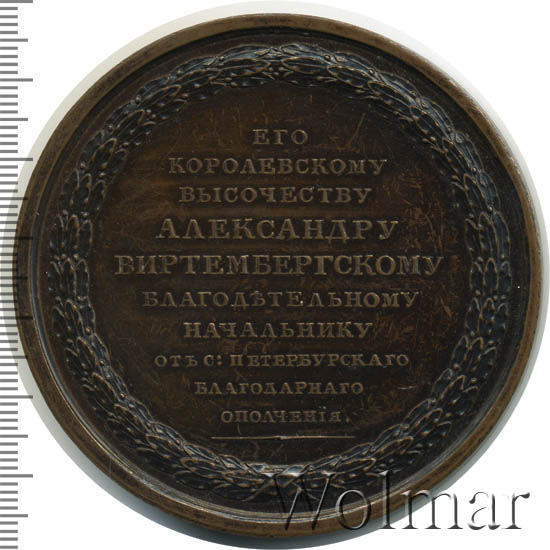 ЕГО
КОРОЛЕВСКОМУ
ВЫСОЧЕСТВУ
АЛЕКСАНДРУ
ВИРТЕМБЕРГСКОМУ
БЛАГОДѢТЕЛЬНОМУ
НАЧАЛЬНИКУ
ОТЪ С: ПЕТЕРБУРСКАГО
БЛАГОДАРНАГО
ОПОЛЧЕНІЯ.
Wolmar